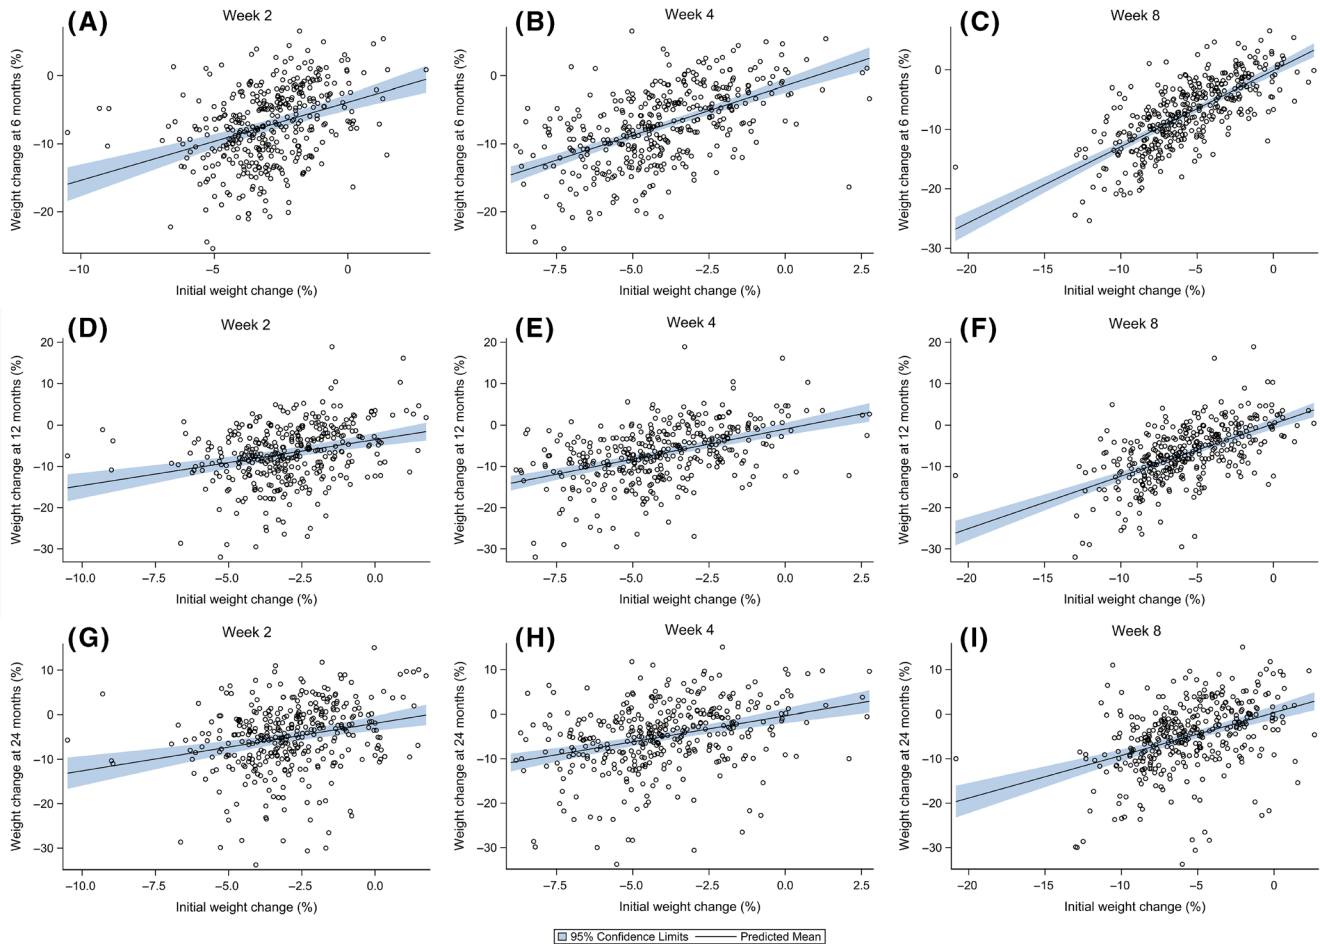 (A) Week 2
Weight change at 6 months (%)
0
−10
−20
−10 −5 0
Initial weight change (%)
(B) Week 4
Weight change at 6 months (%)
0
−10
−20
−7.5 −5.0 −2.5 0.0 2.5
Initial weight change (%)
(C) Week 8
Weight change at 6 months (%)
0
−10
−20
−30
−20 −15 −10 −5 0
Initial weight change (%)
(D) Week 2
Weight change at 12 months (%)
20
10
0
−10
−20
−30
−10.0 −7.5 −5.0 −2.5 0.0
Initial weight change (%)
(E) Week 4
Weight change at 12 months (%)
20
10
0
−10
−20
−30
−7.5 −5.0 −2.5 0.0 2.5
Initial weight change (%)
(F) Week 8
Weight change at 12 months (%)
20
10
0
−10
−20
−30
−20 −15 −10 −5 0
Initial weight change (%)
(G) Week 2
Weight change at 24 months (%)
10
0
−10
−20
−30
−10.0 −7.5 −5.0 −2.5 0.0
Initial weight change (%)
(H) Week 4
Weight change at 24 months (%)
10
0
−10
−20
−30
−7.5 −5.0 −2.5 0.0 2.5
Initial weight change (%)
(I) Week 8
Weight change at 24 months (%)
10
0
−10
−20
−30
−20 −15 −10 −5 0
Initial weight change (%)
95% Confidence Limits Predicted Mean